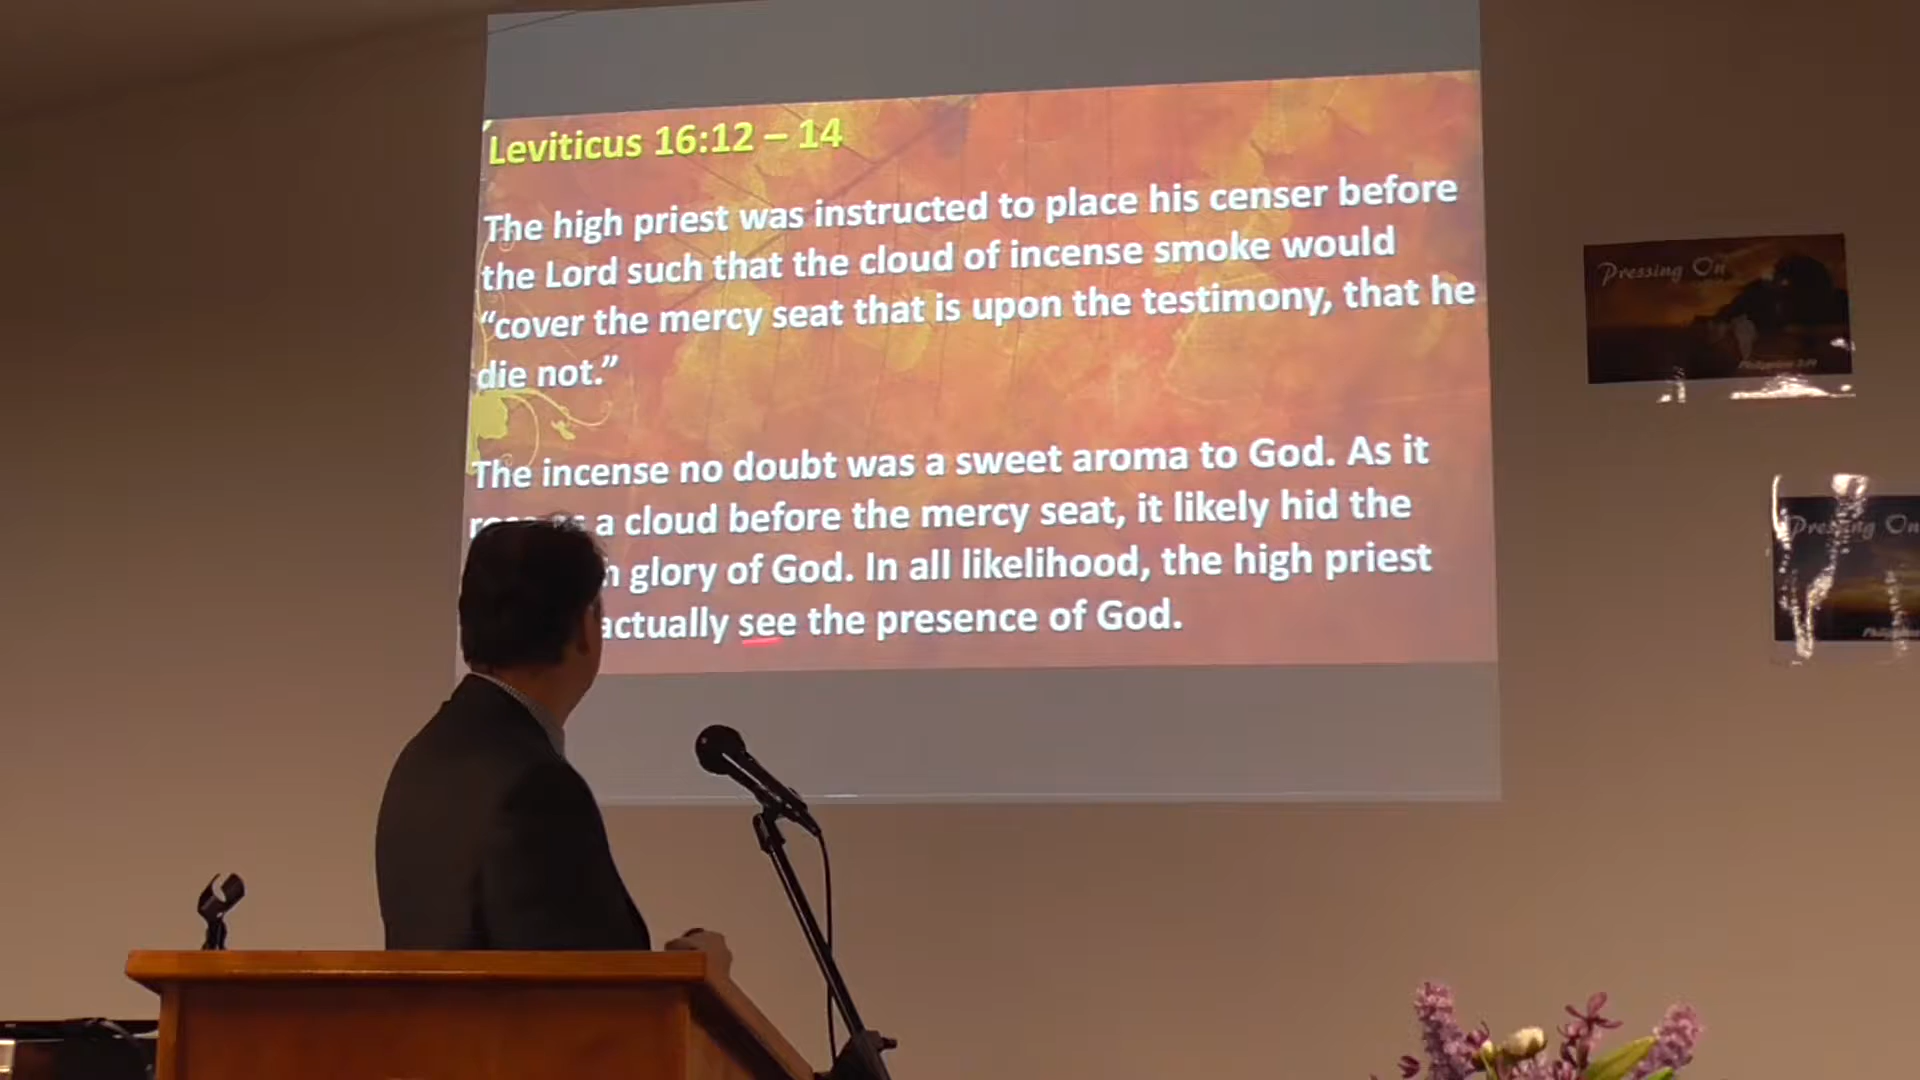 Leviticus 16:12 – 14
The high priest was instructed to place his censer before
the Lord such that the cloud of incense smoke would
“cover the mercy seat that is upon the testimony, that he
die not.”
The incense no doubt was a sweet aroma to God. As it
a cloud before the mercy seat, it likely hid the
glory of God. In all likelihood, the high priest
actually see the presence of God.
Pressing On
Pressing On